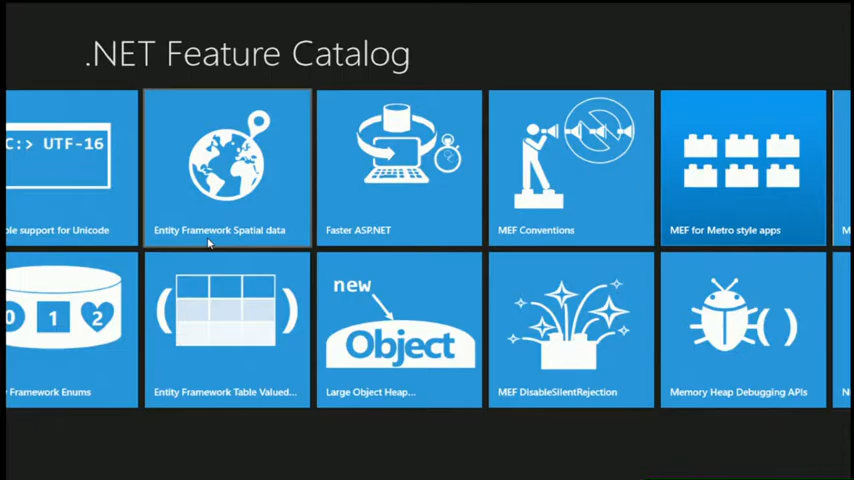 .NET Feature Catalog
C:> UTF-16
ole support for Unicode
Entity Framework Spatial data
Faster ASP.NET
MEF Conventions
MEF for Metro style apps
M
0 1 2
y Framework Enums
Entity Framework Table Valued...
new
Object
Large Object Heap...
MEF DisableSilentRejection
Memory Heap Debugging APIs
N